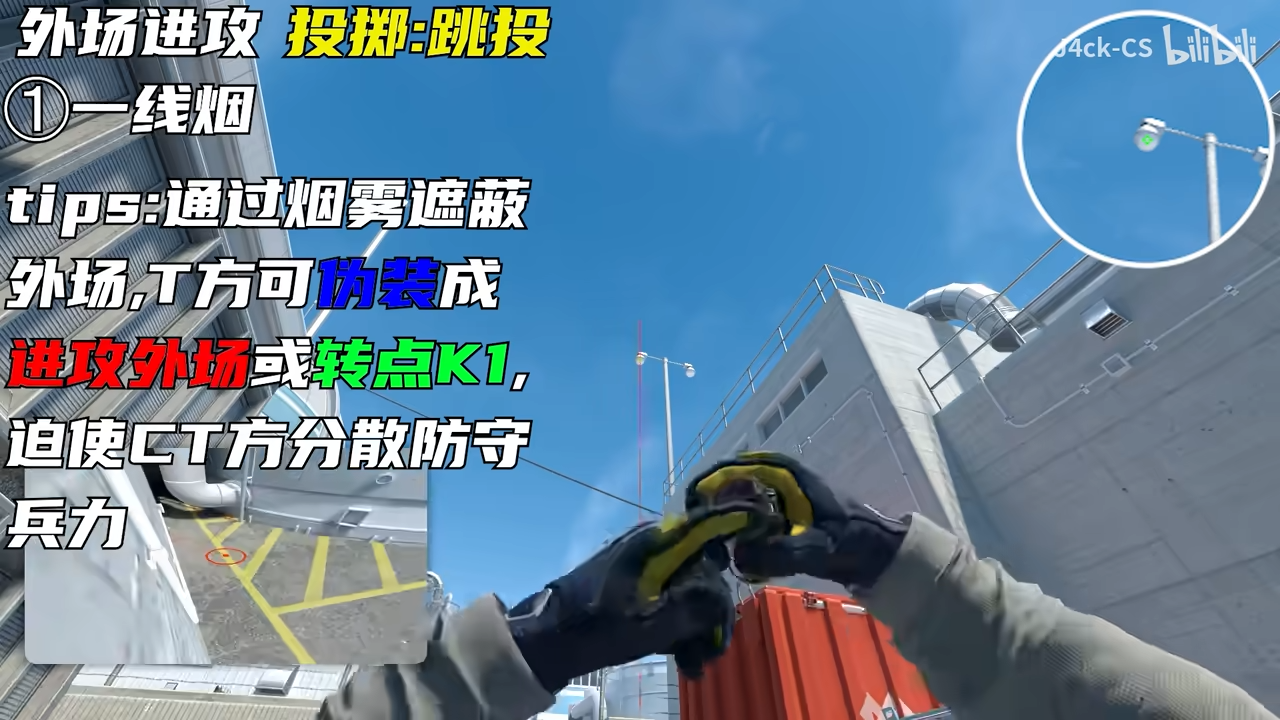 外场进攻 投掷:跳投
①一线烟
tips:通过烟雾遮蔽
外场,T方可伪装成
进攻外场或转点K1,
迫使CT方分散防守
兵力
J4ck-CS bilibili